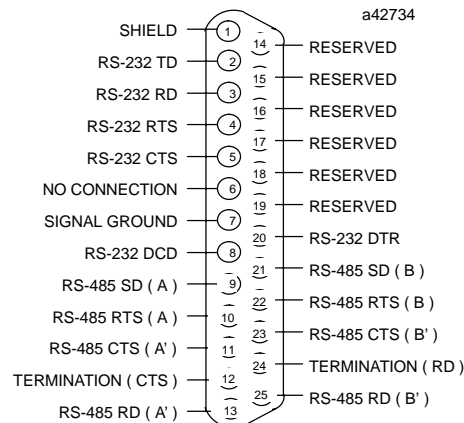 a42734
SHIELD 1
14 RESERVED
RS-232 TD 2
15 RESERVED
RS-232 RD 3
16 RESERVED
RS-232 RTS 4
17 RESERVED
RS-232 CTS 5
18 RESERVED
NO CONNECTION 6
19 RESERVED
SIGNAL GROUND 7
20 RS-232 DTR
RS-232 DCD 8
21 RS-485 SD ( B )
RS-485 SD ( A ) 9
22 RS-485 RTS ( B )
RS-485 RTS ( A ) 10
23 RS-485 CTS ( B' )
RS-485 CTS ( A' ) 11
24 TERMINATION ( RD )
TERMINATION ( CTS ) 12
25 RS-485 RD ( B' )
RS-485 RD ( A' ) 13